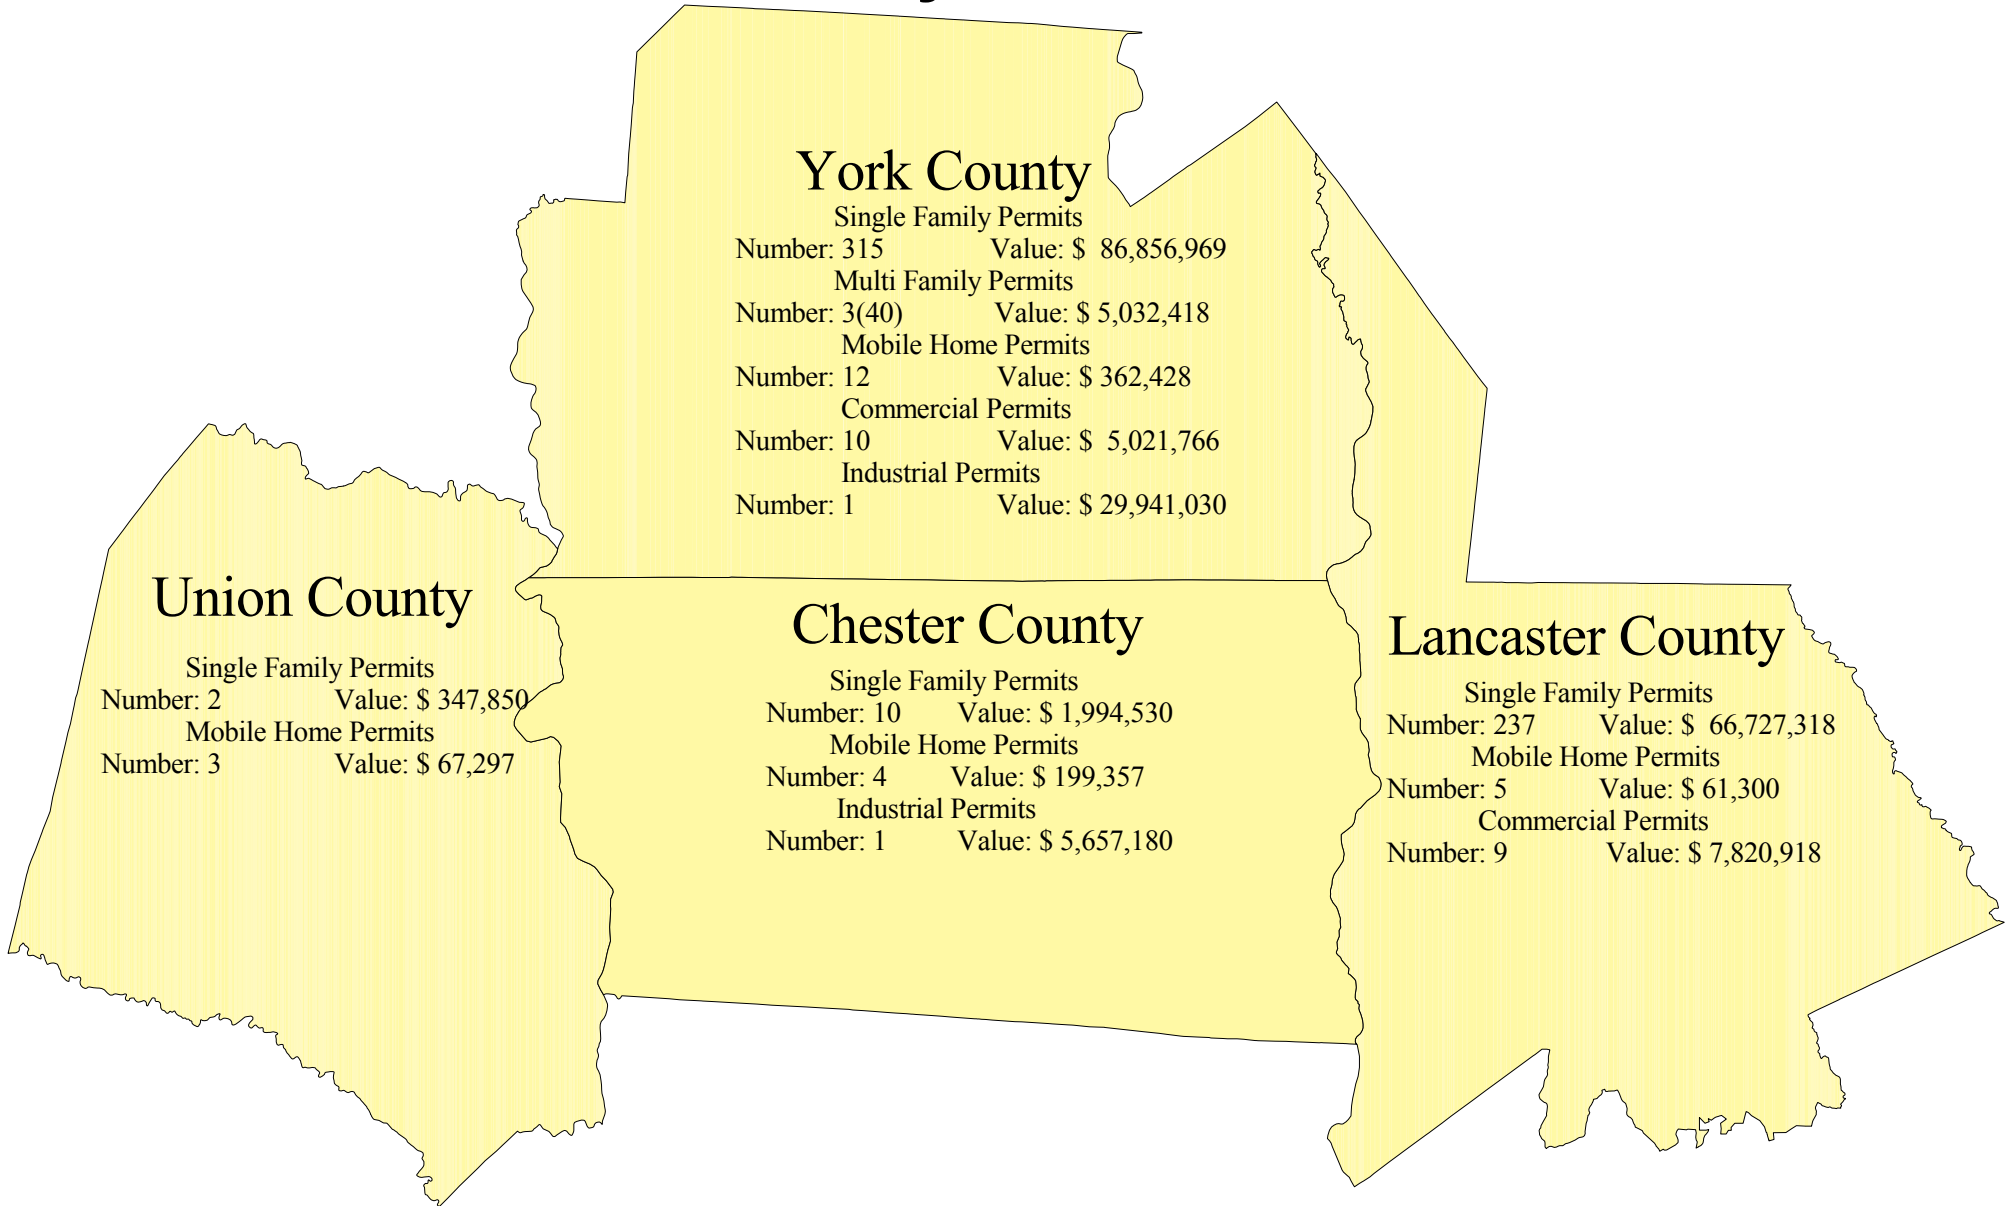 York County
Single Family Permits
Number: 315 Value: $ 86,856,969
Multi Family Permits
Number: 3(40) Value: $ 5,032,418
Mobile Home Permits
Number: 12 Value: $ 362,428
Commercial Permits
Number: 10 Value: $ 5,021,766
Industrial Permits
Number: 1 Value: $ 29,941,030
Union County
Single Family Permits
Number: 2 Value: $ 347,850
Mobile Home Permits
Number: 3 Value: $ 67,297
Chester County
Single Family Permits
Number: 10 Value: $ 1,994,530
Mobile Home Permits
Number: 4 Value: $ 199,357
Industrial Permits
Number: 1 Value: $ 5,657,180
Lancaster County
Single Family Permits
Number: 237 Value: $ 66,727,318
Mobile Home Permits
Number: 5 Value: $ 61,300
Commercial Permits
Number: 9 Value: $ 7,820,918